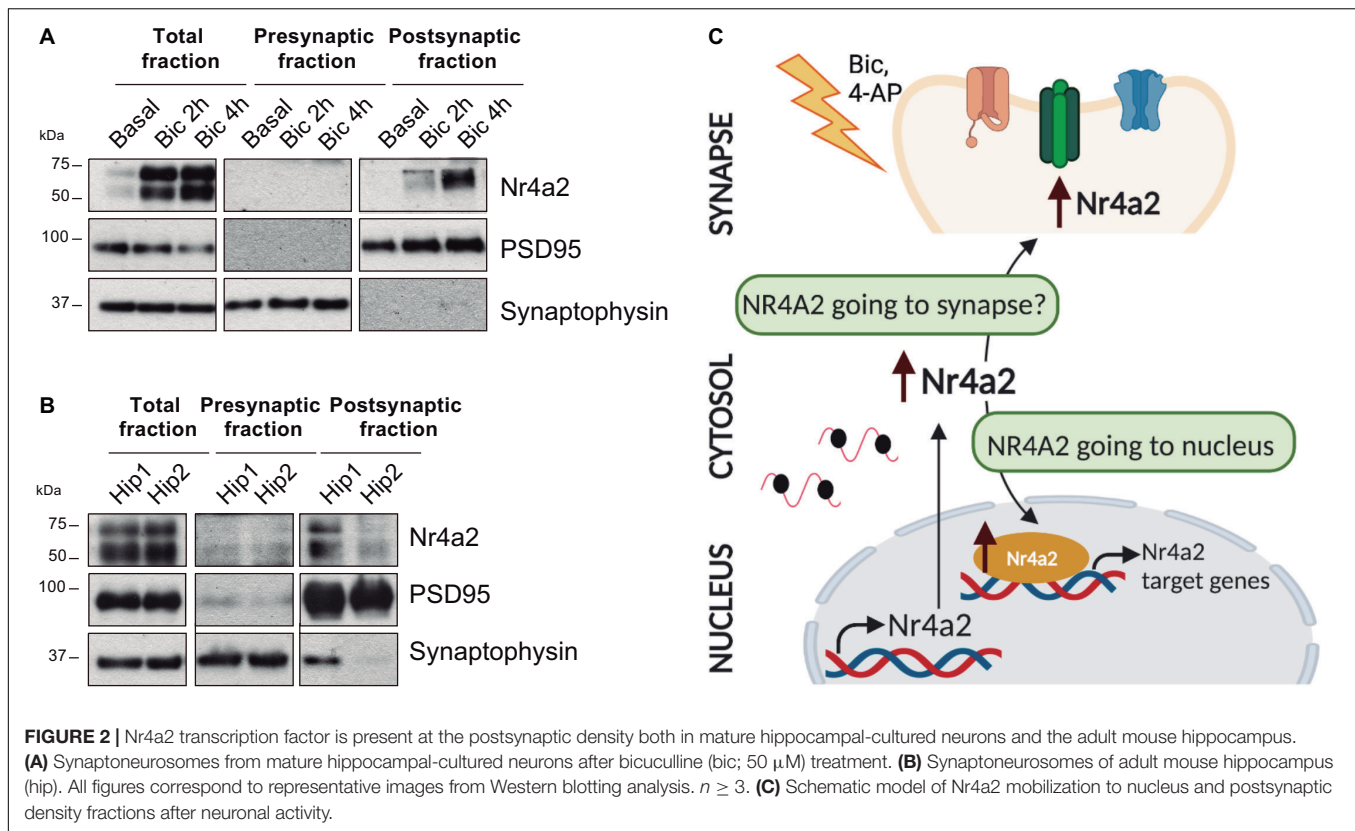 A
Total fraction
Presynaptic fraction
Postsynaptic fraction
Basal
Bic 2h
Bic 4h
Basal
Bic 2h
Bic 4h
Basal
Bic 2h
Bic 4h
kDa
75
50
Nr4a2
100
PSD95
37
Synaptophysin
B
Total fraction
Presynaptic fraction
Postsynaptic fraction
Hip1
Hip2
Hip1
Hip2
Hip1
Hip2
kDa
75
50
Nr4a2
100
PSD95
37
Synaptophysin
C
SYNAPSE
Bic,
4-AP
Nr4a2
NR4A2 going to synapse?
CYTOSOL
Nr4a2
NR4A2 going to nucleus
NUCLEUS
Nr4a2
Nr4a2
target genes
Nr4a2
FIGURE 2 | Nr4a2 transcription factor is present at the postsynaptic density both in mature hippocampal-cultured neurons and the adult mouse hippocampus.
(A) Synaptoneurosomes from mature hippocampal-cultured neurons after bicuculline (bic; 50 μM) treatment. (B) Synaptoneurosomes of adult mouse hippocampus
(hip). All figures correspond to representative images from Western blotting analysis. n ≥ 3. (C) Schematic model of Nr4a2 mobilization to nucleus and postsynaptic
density fractions after neuronal activity.